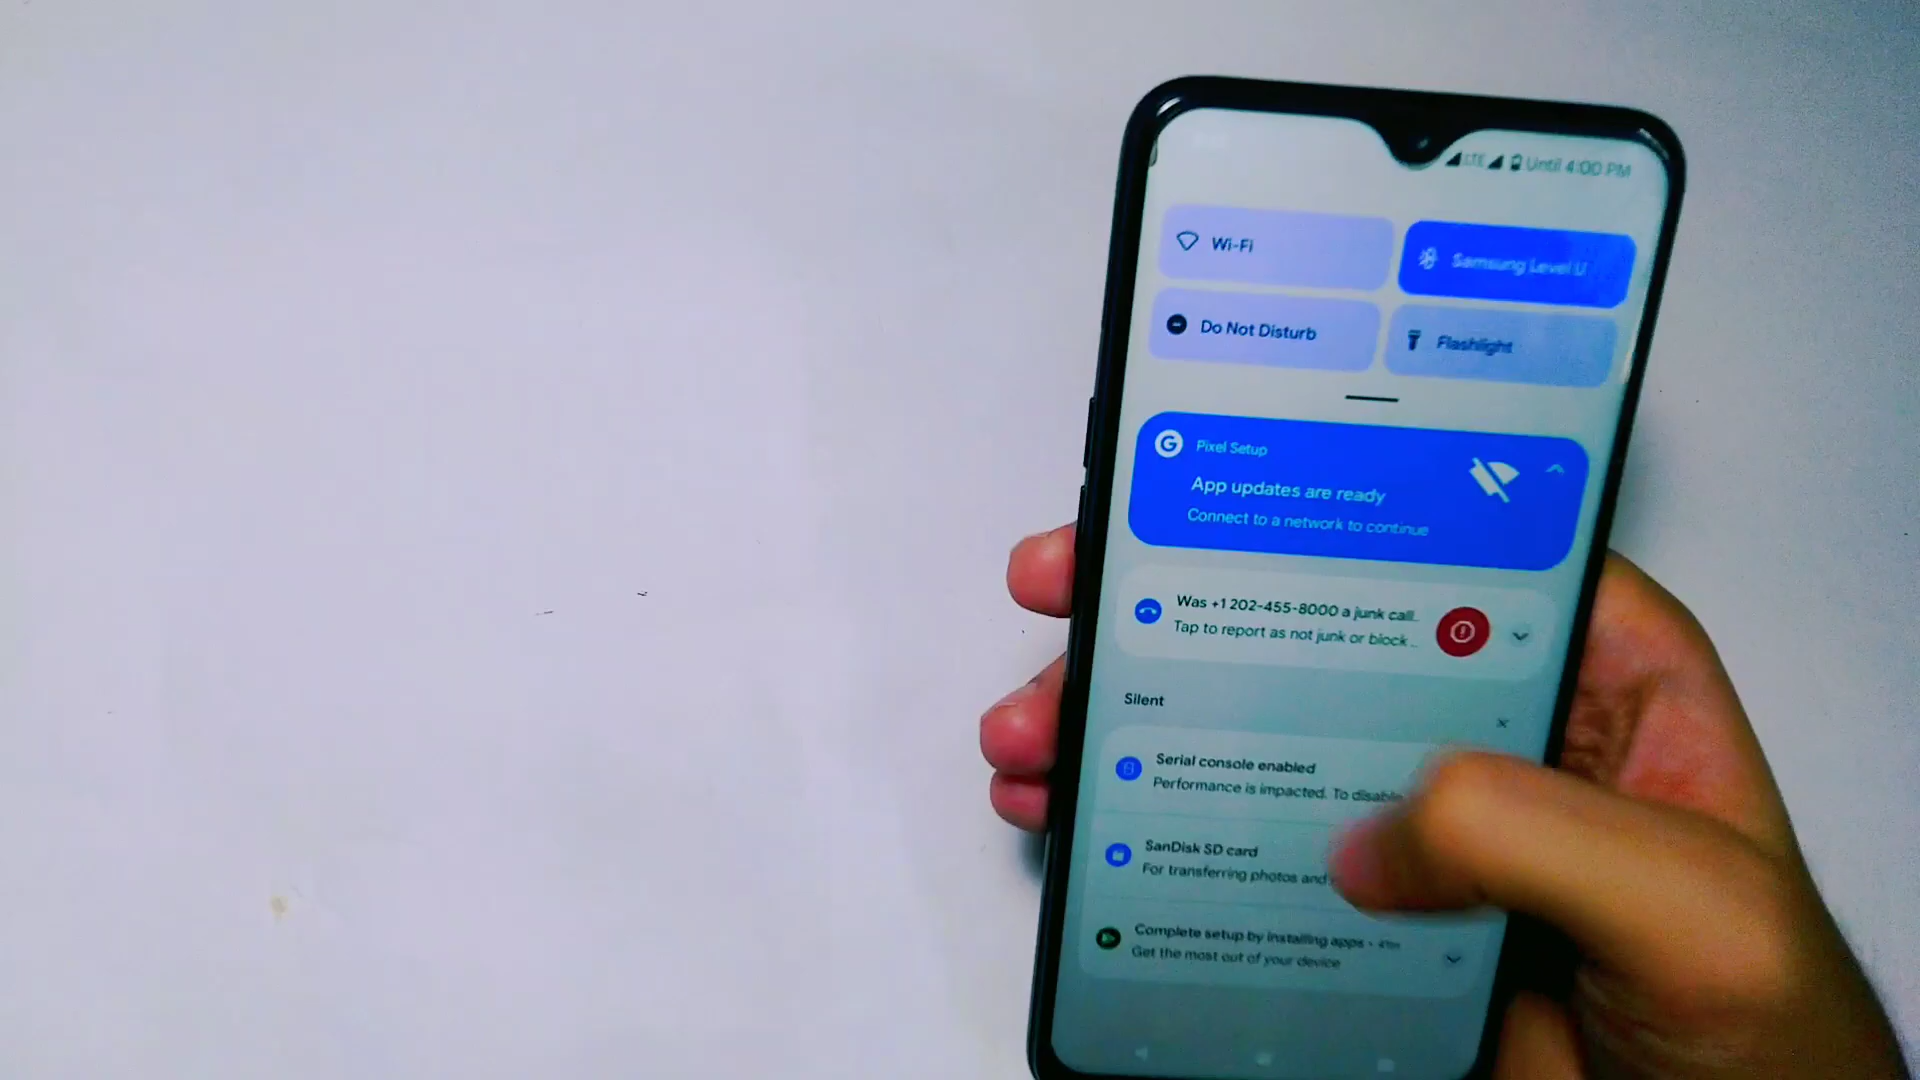 LTE Until 4:00 PM
Wi-Fi
Samsung Level U
Do Not Disturb
Flashlight
G Pixel Setup
App updates are ready
Connect to a network to continue
Was +1 202-455-8000 a junk call..
Tap to report as not junk or block ..
Silent
Serial console enabled
Performance is impacted. To disable
SanDisk SD card
For transferring photos and
Complete setup by installing apps •
Get the most out of your device